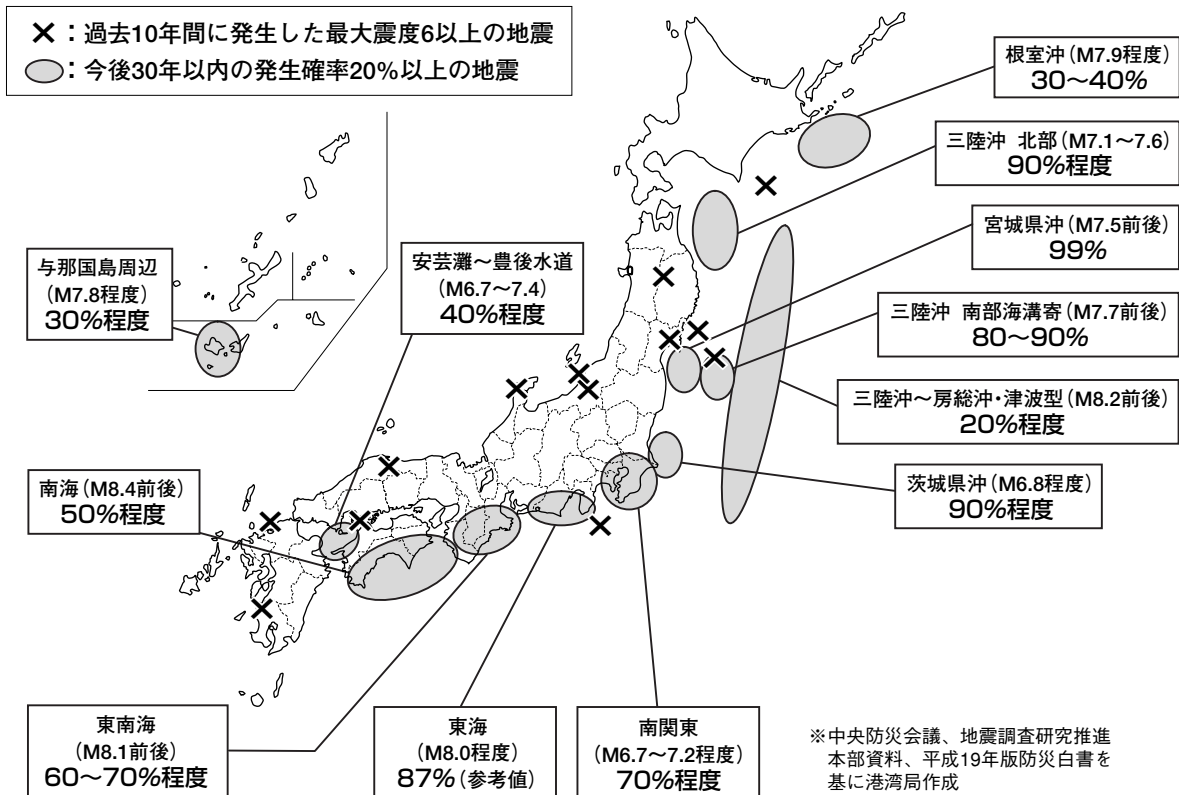 ×：過去10年間に発生した最大震度6以上の地震
：今後30年以内の発生確率20%以上の地震
根室沖（M7.9程度）
30～40%
三陸沖 北部（M7.1～7.6）
90%程度
宮城県沖（M7.5前後）
99%
与那国島周辺
（M7.8程度）
30%程度
安芸灘～豊後水道
（M6.7～7.4）
40%程度
三陸沖 南部海溝寄（M7.7前後）
80～90%
三陸沖～房総沖・津波型（M8.2前後）
20%程度
南海（M8.4前後）
50%程度
茨城県沖（M6.8程度）
90%程度
東南海
（M8.1前後）
60～70%程度
東海
（M8.0程度）
87%（参考値）
南関東
（M6.7～7.2程度）
70%程度
※中央防災会議、地震調査研究推進
本部資料、平成19年版防災白書を
基に港湾局作成